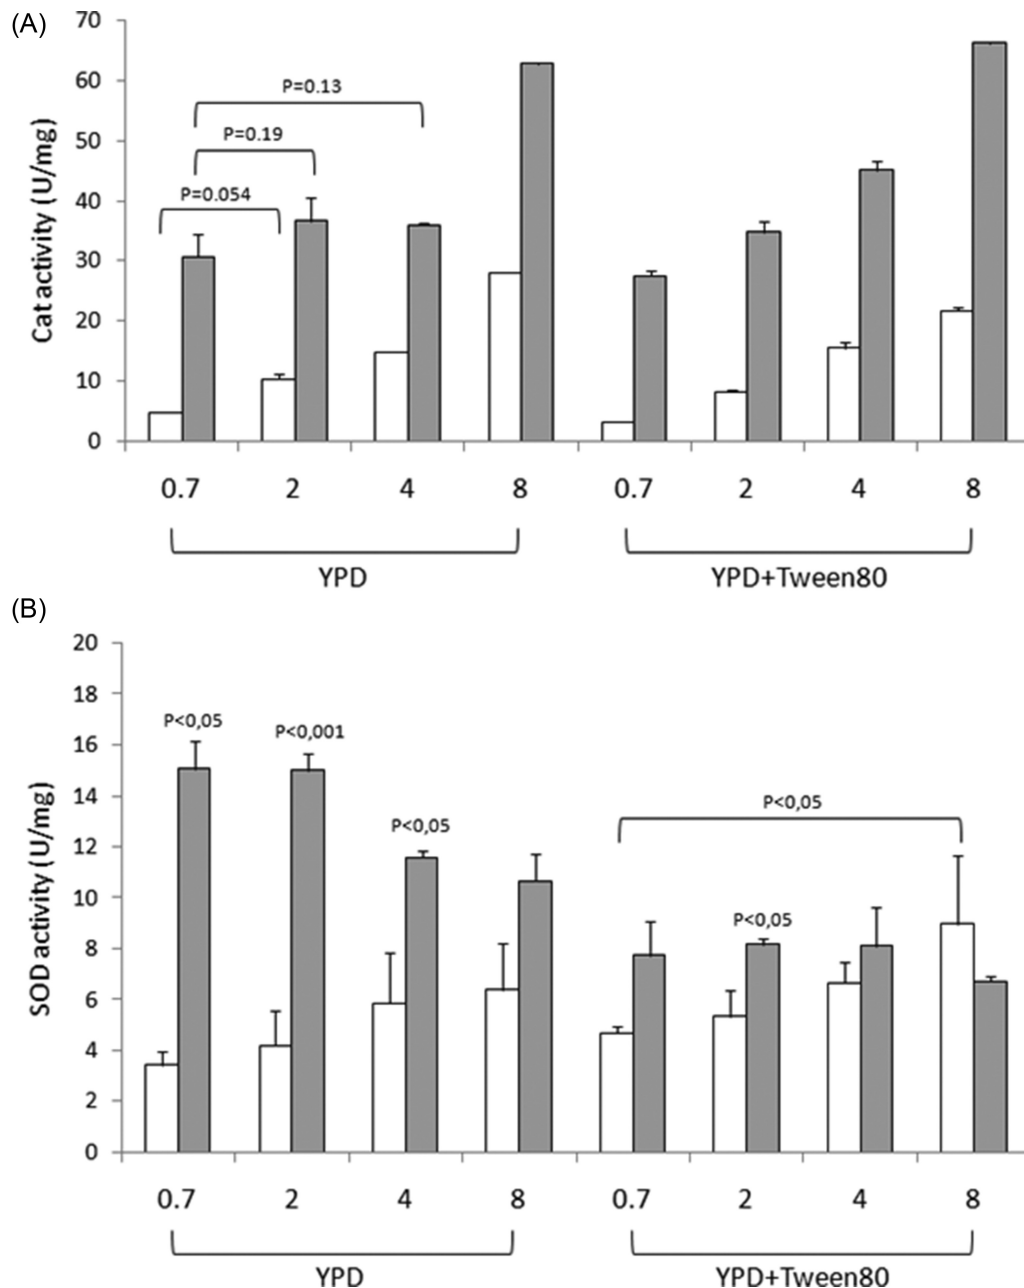 (A)
Cat activity (U/mg)
70
60
50
40
30
20
10
0
P=0.13
P=0.19
P=0.054
0.7 2 4 8 0.7 2 4 8
YPD YPD+Tween80
(B)
SOD activity (U/mg)
20
18
16
14
12
10
8
6
4
2
0
P<0,05
P<0,001
P<0,05
P<0,05
P<0,05
0.7 2 4 8 0.7 2 4 8
YPD YPD+Tween80